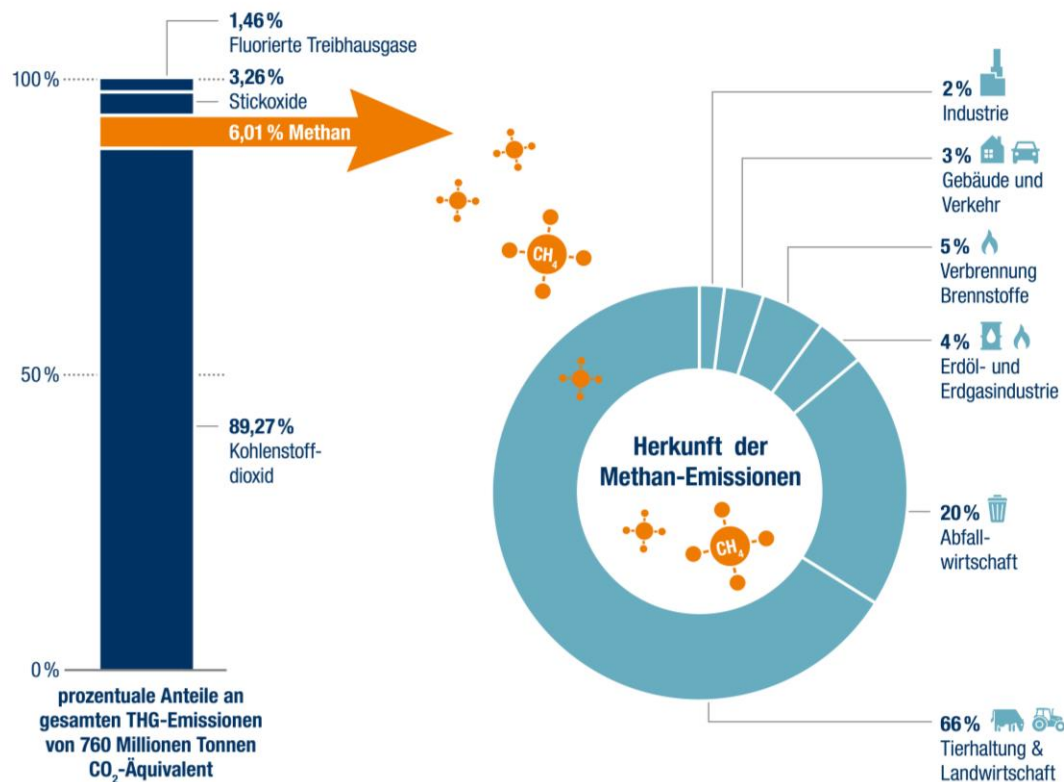 1,46 %
Fluorierte Treibhausgase
100 %
3,26 %
Stickoxide
6,01 % Methan
50 %
89,27 %
Kohlenstoff-
dioxid
0 %
prozentuale Anteile an
gesamten THG-Emissionen
von 760 Millionen Tonnen
CO₂-Äquivalent
CH₄
Herkunft der
Methan-Emissionen
CH₄
2 %
Industrie
3 %
Gebäude und
Verkehr
5 %
Verbrennung
Brennstoffe
4 %
Erdöl- und
Erdgasindustrie
20 %
Abfall-
wirtschaft
66 %
Tierhaltung &
Landwirtschaft